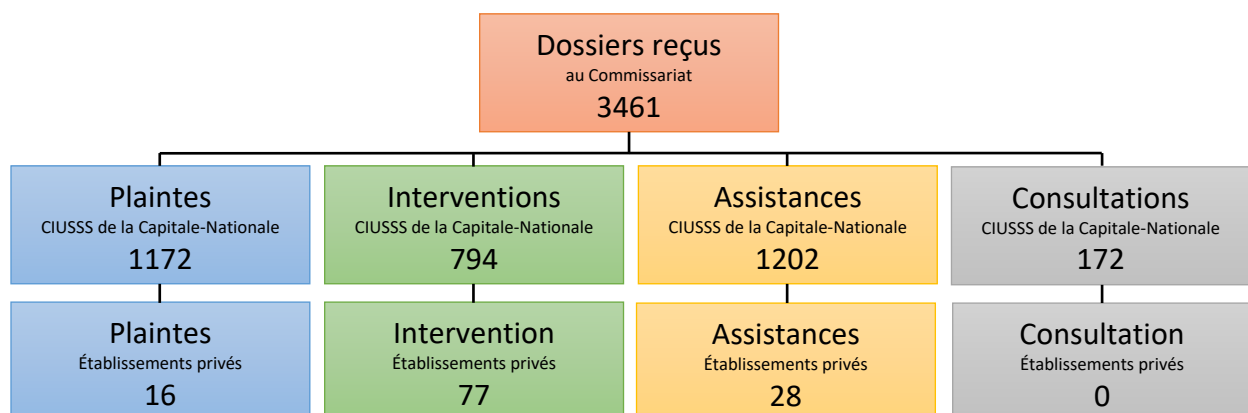 Dossiers reçus
au Commissariat
3461
Plaintes
CIUSSS de la Capitale-Nationale
1172
Interventions
CIUSSS de la Capitale-Nationale
794
Assistances
CIUSSS de la Capitale-Nationale
1202
Consultations
CIUSSS de la Capitale-Nationale
172
Plaintes
Établissements privés
16
Intervention
Établissements privés
77
Assistances
Établissements privés
28
Consultation
Établissements privés
0